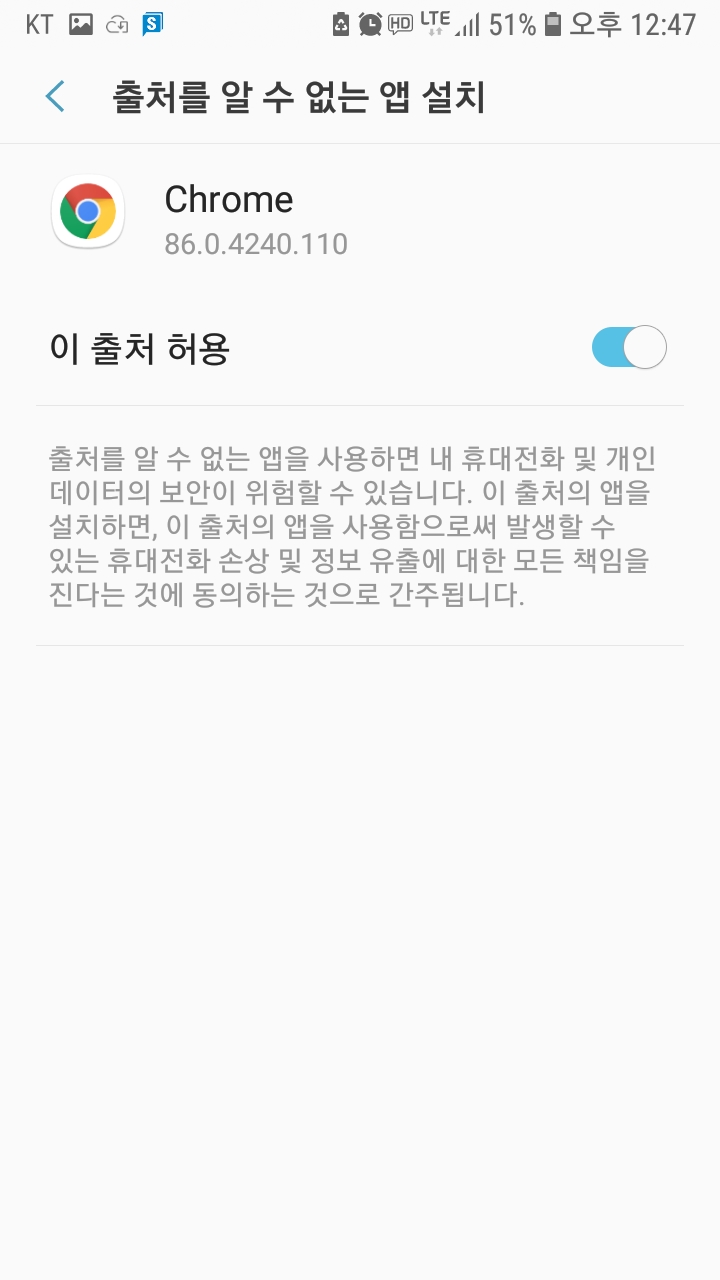 KT HD LTE 51% 오후 12:47
출처를 알 수 없는 앱 설치
Chrome
86.0.4240.110
이 출처 허용
출처를 알 수 없는 앱을 사용하면 내 휴대전화 및 개인
데이터의 보안이 위험할 수 있습니다. 이 출처의 앱을
설치하면, 이 출처의 앱을 사용함으로써 발생할 수
있는 휴대전화 손상 및 정보 유출에 대한 모든 책임을
진다는 것에 동의하는 것으로 간주됩니다.